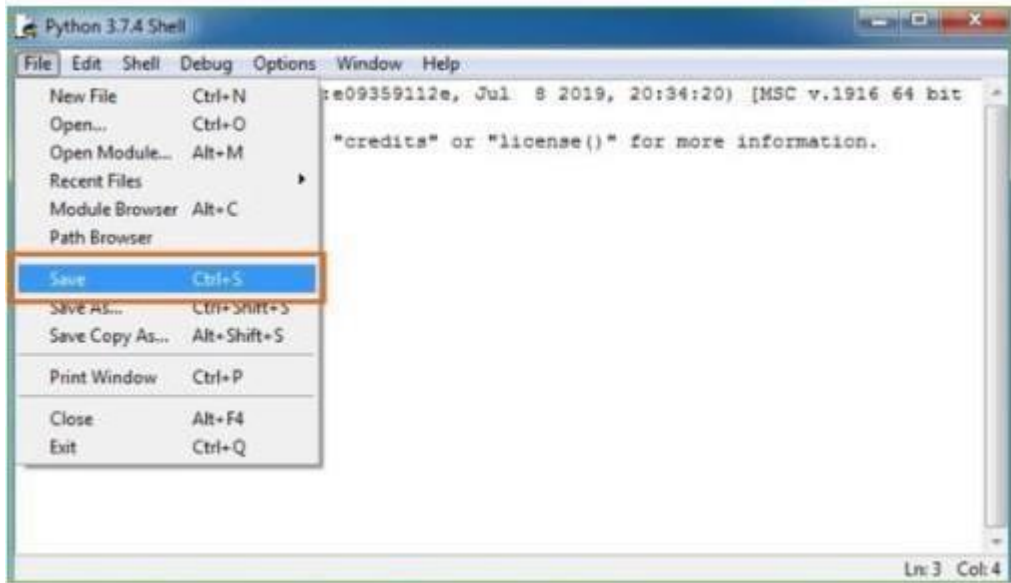 Python 3.7.4 Shell
File Edit Shell Debug Options Window Help
:e09359112e, Jul 8 2019, 20:34:20) [MSC v.1916 64 bit
"credits" or "license()" for more information.
New File Ctrl+N
Open... Ctrl+O
Open Module... Alt+M
Recent Files
Module Browser Alt+C
Path Browser
Save Ctrl+S
Save As... Ctrl+Shift+S
Save Copy As... Alt+Shift+S
Print Window Ctrl+P
Close Alt+F4
Exit Ctrl+Q
Ln: 3 Col: 4